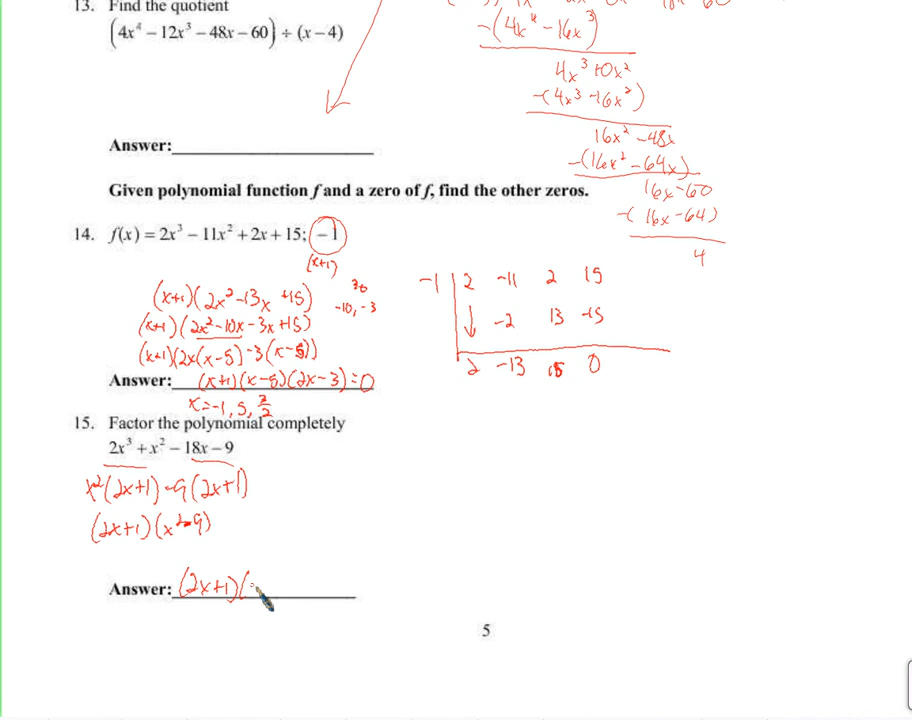 13. Find the quotient
(4x⁴ − 12x³ − 48x − 60) ÷ (x − 4)
-(4x⁴ - 16x³)
4x³ + 0x²
-(4x³ - 16x²)
16x² - 48x
-(16x² - 64x)
16x - 60
-(16x - 64)
4
Answer:
Given polynomial function f and a zero of f, find the other zeros.
14. f(x) = 2x³ − 11x² + 2x + 15; −1
(x+1)
-1 2 -11 2 15
-2 13 -15
2 -13 15 0
(x+1)(2x²-13x+15)
30
-10, -3
(x+1)(2x²-10x-3x+15)
(x+1)(2x(x-5)-3(x-5))
Answer: (x+1)(x-5)(2x-3)=0
x=-1, 5, 3/2
15. Factor the polynomial completely
2x³ + x² − 18x − 9
x²(2x+1)-9(2x+1)
(2x+1)(x²-9)
Answer: (2x+1)(
5